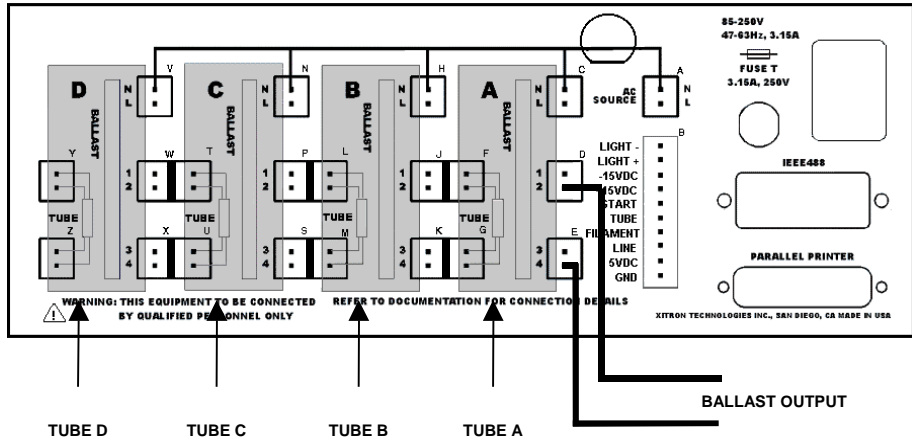 85-250V
47-63Hz, 3.15A
FUSE T
3.15A, 250V
V N H C A
D C B A
N L N L N L N L N L
AC SOURCE
BALLAST BALLAST BALLAST BALLAST
B
LIGHT -
LIGHT +
-15VDC
15VDC
START
TUBE
FILAMENT
LINE
5VDC
GND
IEEE488
PARALLEL PRINTER
Y W T P L J F D
1 1 1 1
2 2 2 2
TUBE TUBE TUBE TUBE
Z X U S M K G E
3 3 3 3
4 4 4 4
WARNING: THIS EQUIPMENT TO BE CONNECTED
BY QUALIFIED PERSONNEL ONLY
REFER TO DOCUMENTATION FOR CONNECTION DETAILS
XITRON TECHNOLOGIES INC., SAN DIEGO, CA MADE IN USA
BALLAST OUTPUT
TUBE D TUBE C TUBE B TUBE A